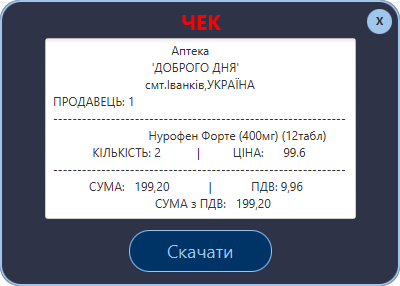 ЧЕК
X
Аптека
'ДОБРОГО ДНЯ'
смт.Іванків,УКРАЇНА
ПРОДАВЕЦЬ: 1
------------------------------------------------------------
Нурофен Форте (400мг) (12табл)
КІЛЬКІСТЬ: 2 | ЦІНА: 99.6
------------------------------------------------------------
СУМА: 199,20 | ПДВ: 9,96
СУМА з ПДВ: 199,20
Скачати